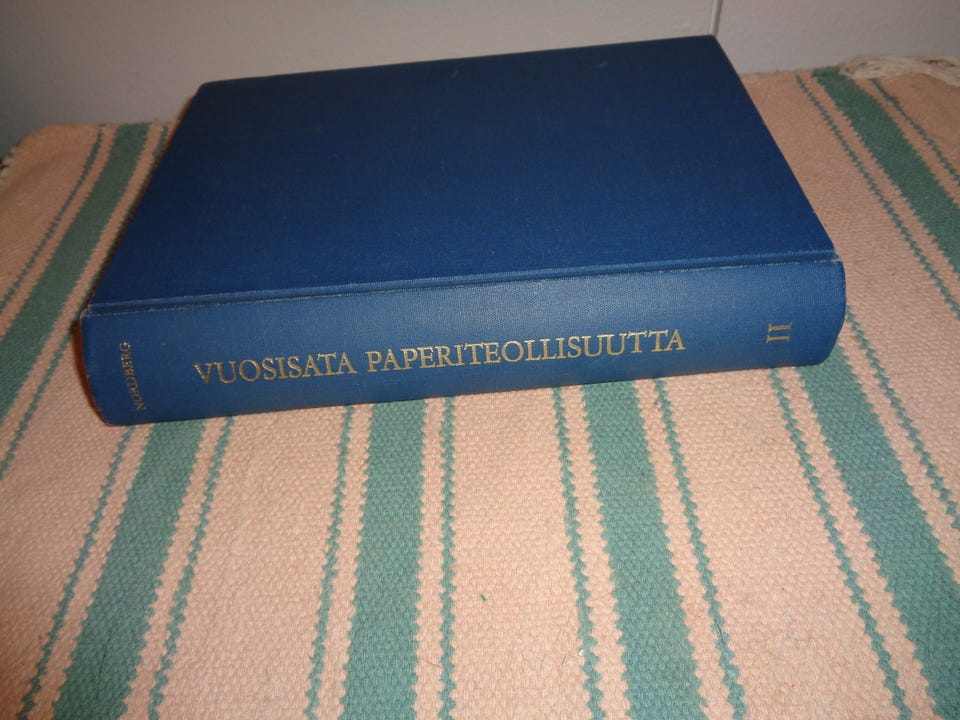 NORDBERG
VUOSISATA PAPERITEOLLISUUTTA
II